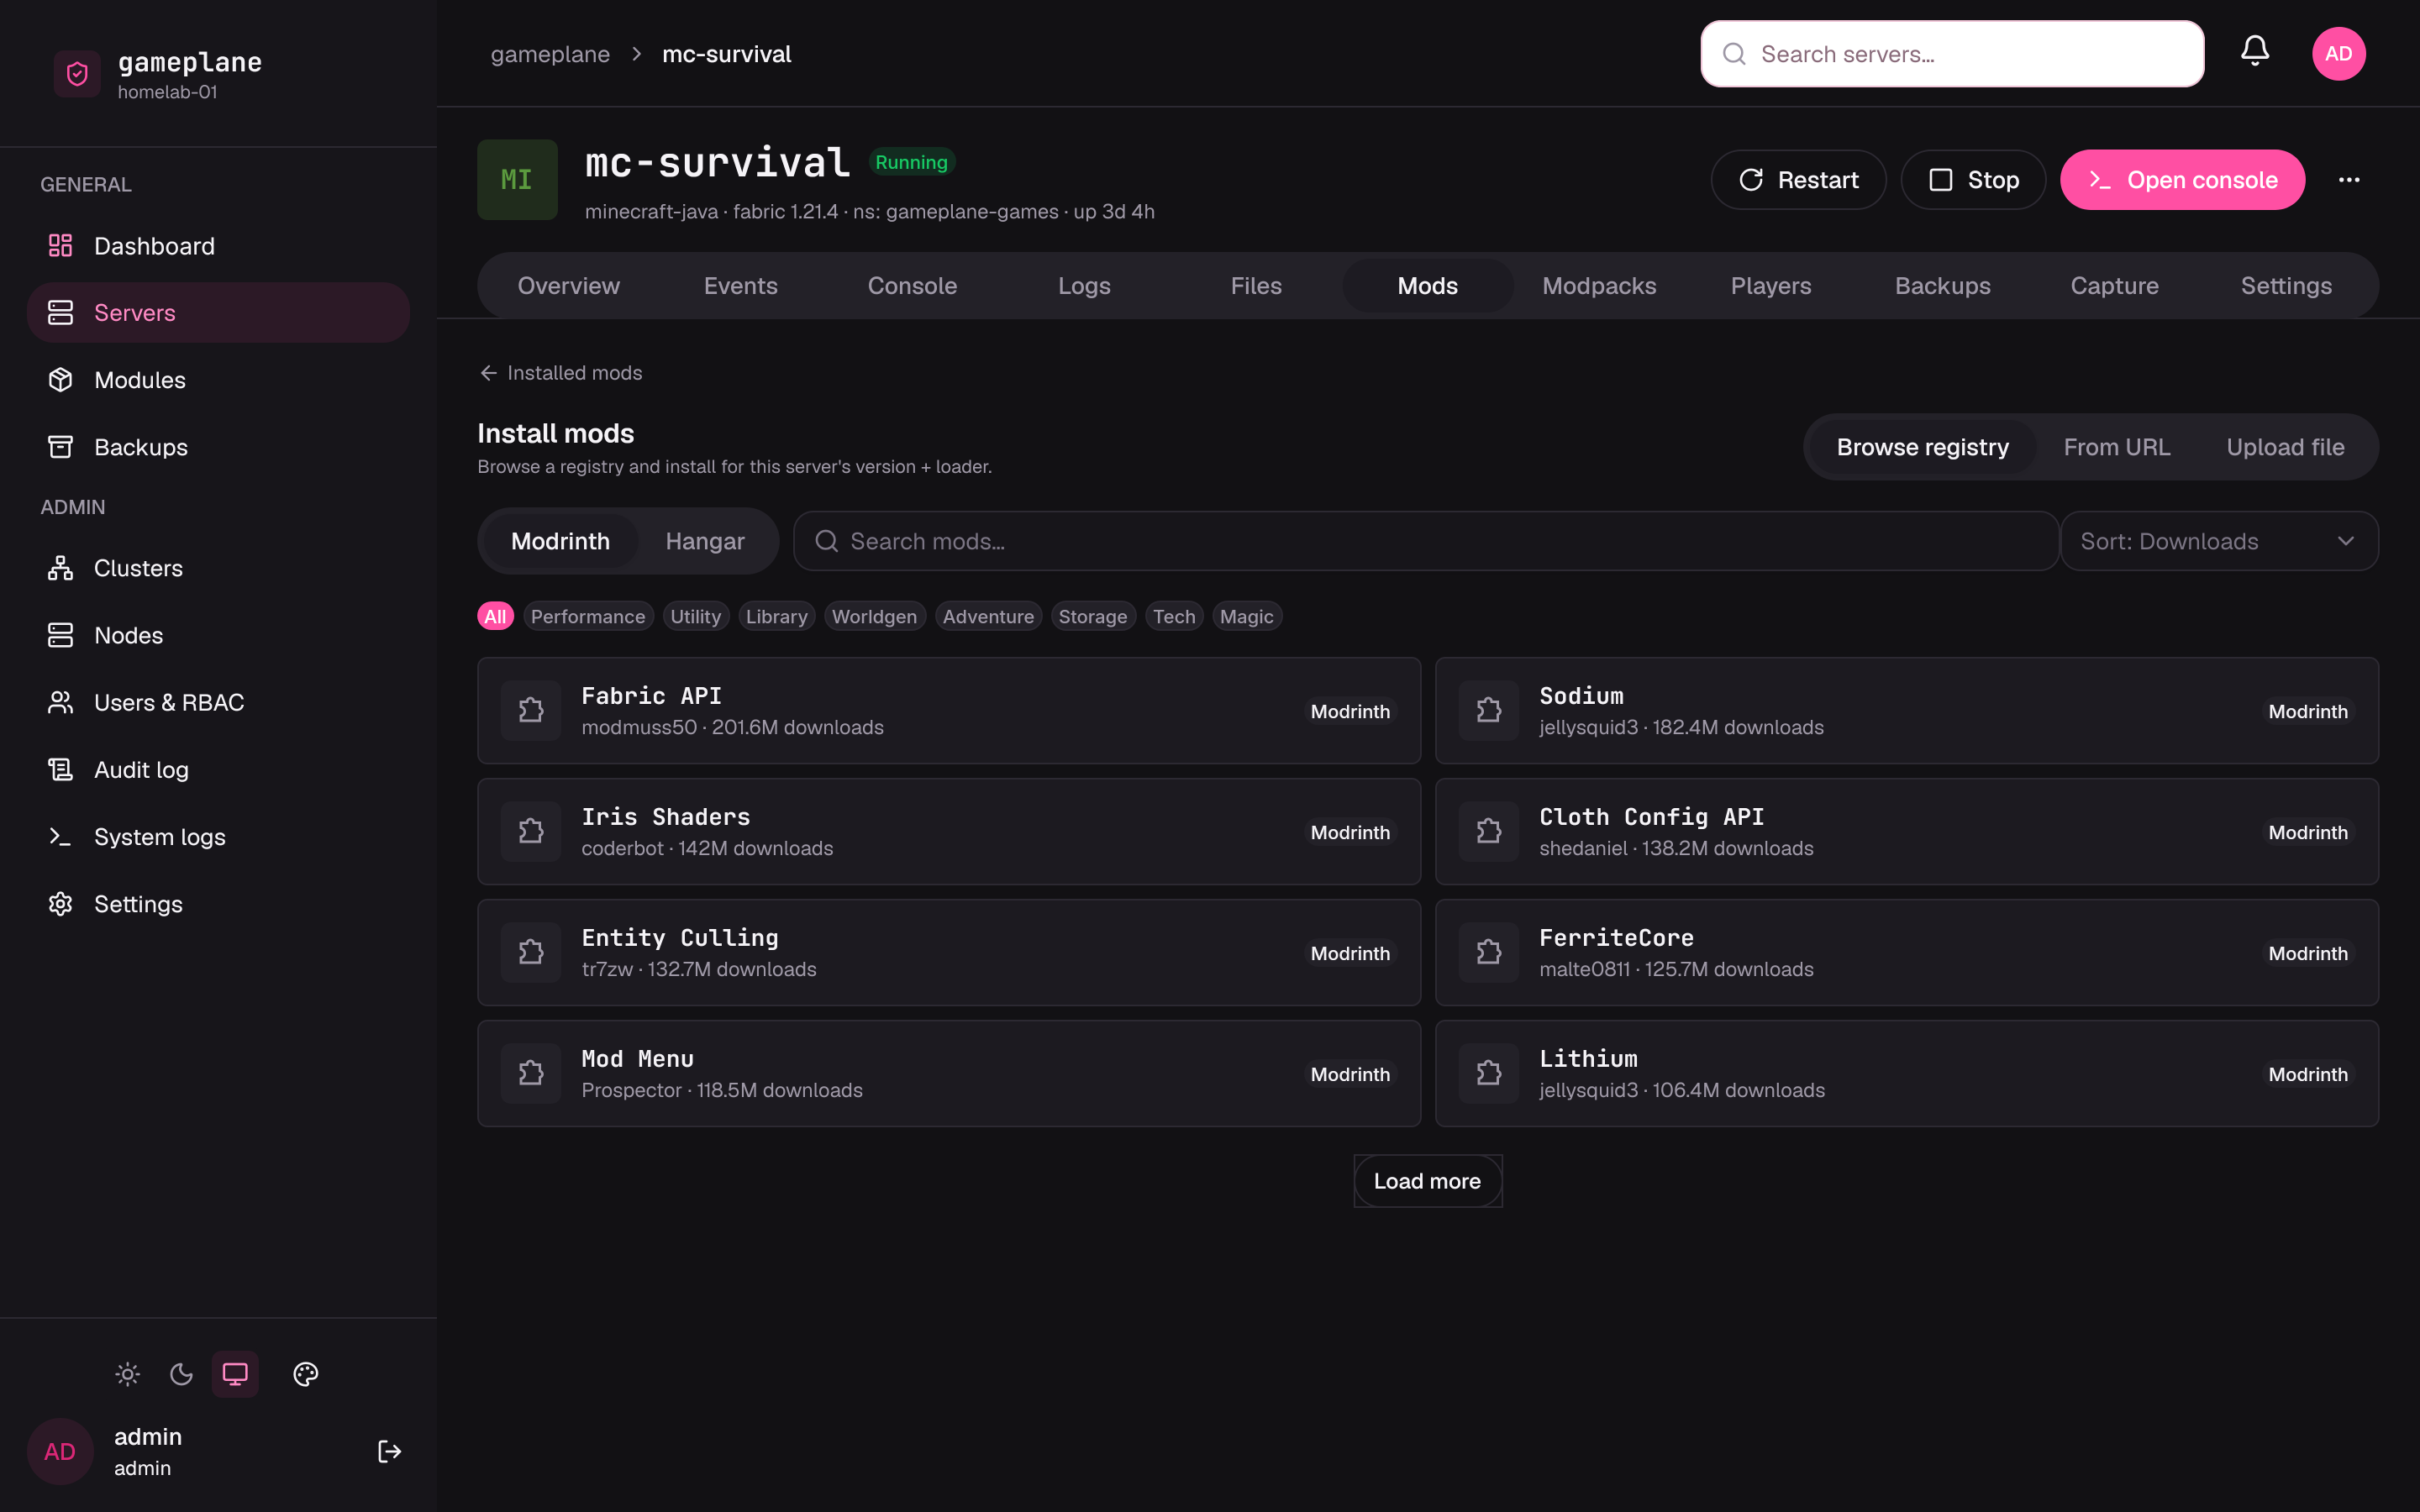 gameplane
homelab-01
GENERAL
Dashboard
Servers
Modules
Backups
ADMIN
Clusters
Nodes
Users & RBAC
Audit log
System logs
Settings
AD
admin
admin
gameplane
mc-survival
Search servers...
AD
MI
mc-survival
Running
minecraft-java · fabric 1.21.4 · ns: gameplane-games · up 3d 4h
Restart
Stop
Open console
Overview
Events
Console
Logs
Files
Mods
Modpacks
Players
Backups
Capture
Settings
Installed mods
Install mods
Browse a registry and install for this server's version + loader.
Browse registry
From URL
Upload file
Modrinth
Hangar
Search mods...
Sort: Downloads
All
Performance
Utility
Library
Worldgen
Adventure
Storage
Tech
Magic
Fabric API
modmuss50 · 201.6M downloads
Modrinth
Sodium
jellysquid3 · 182.4M downloads
Modrinth
Iris Shaders
coderbot · 142M downloads
Modrinth
Cloth Config API
shedaniel · 138.2M downloads
Modrinth
Entity Culling
tr7zw · 132.7M downloads
Modrinth
FerriteCore
malte0811 · 125.7M downloads
Modrinth
Mod Menu
Prospector · 118.5M downloads
Modrinth
Lithium
jellysquid3 · 106.4M downloads
Modrinth
Load more